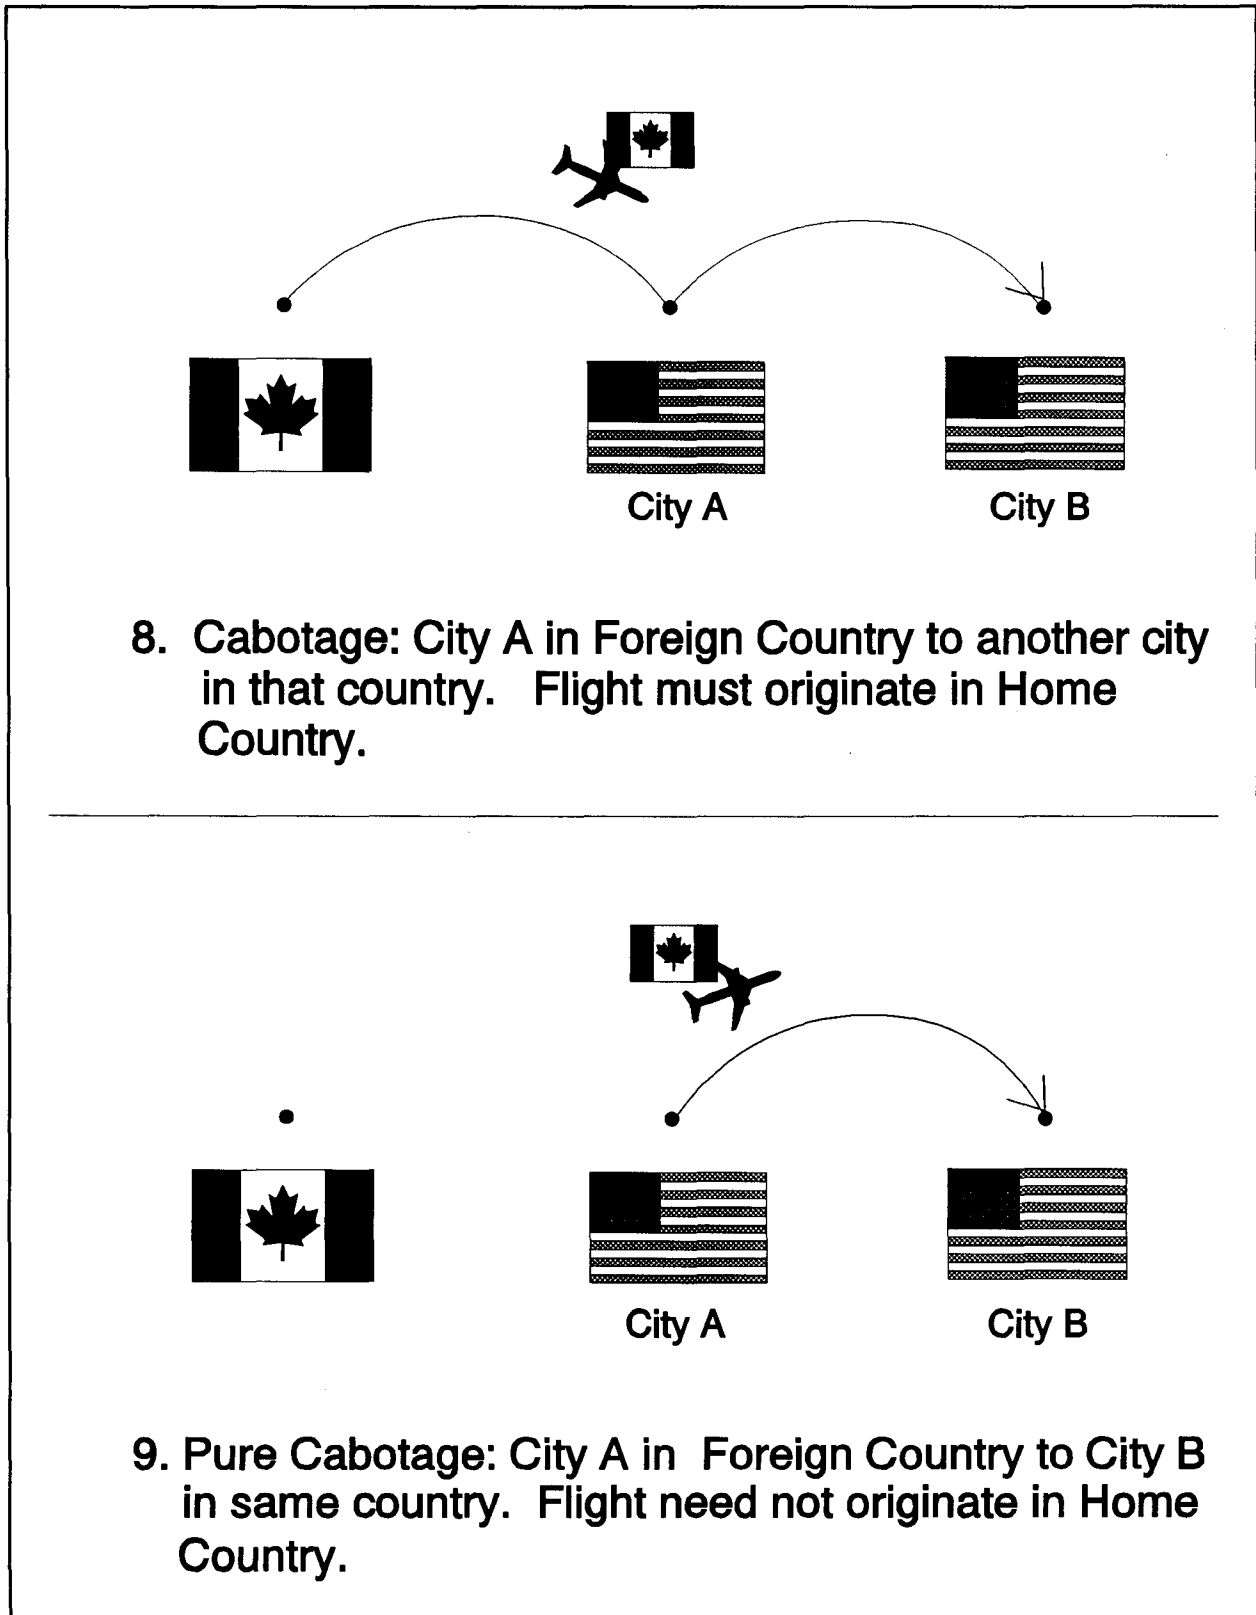 City A
City B
8. Cabotage: City A in Foreign Country to another city
in that country. Flight must originate in Home
Country.
City A
City B
9. Pure Cabotage: City A in Foreign Country to City B
in same country. Flight need not originate in Home
Country.